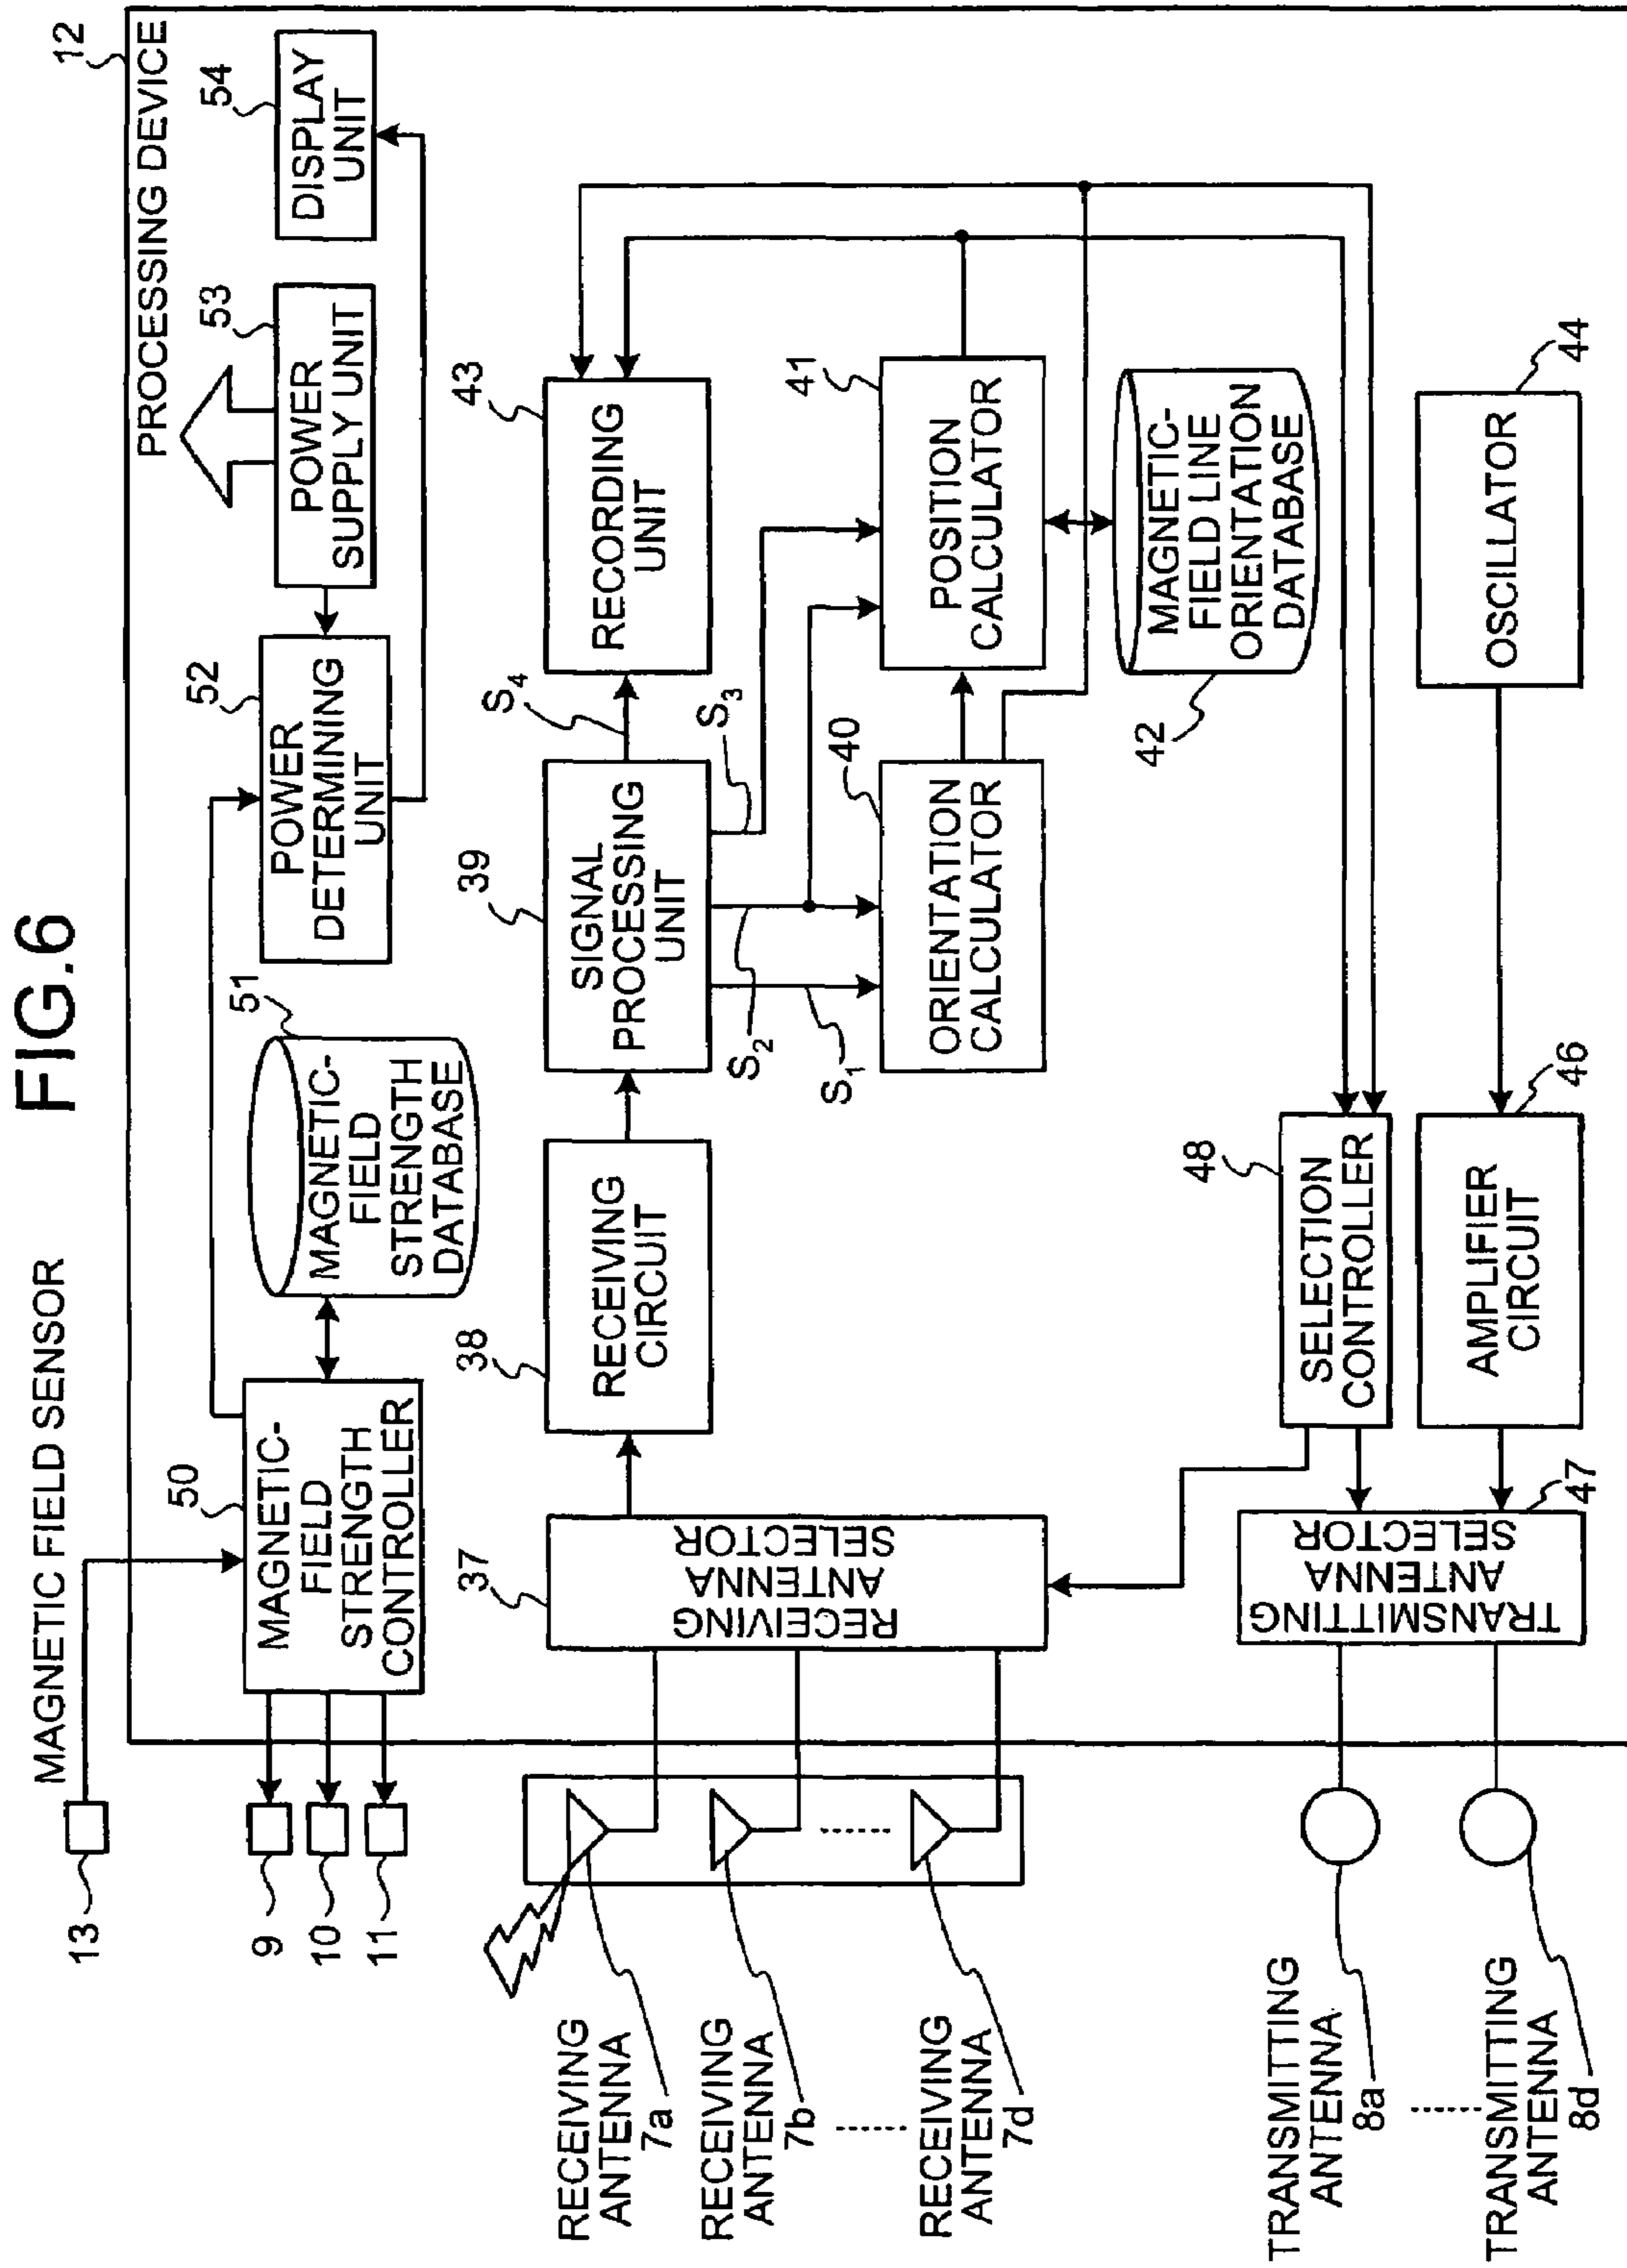 FIG.6
MAGNETIC FIELD SENSOR
13
12
PROCESSING DEVICE
9
10
11
50
MAGNETIC-
FIELD
STRENGTH
CONTROLLER
51
MAGNETIC-
FIELD
STRENGTH
DATABASE
52
POWER
DETERMINING
UNIT
53
POWER
SUPPLY UNIT
54
DISPLAY
UNIT
RECEIVING
ANTENNA
7a
RECEIVING
ANTENNA
7b
RECEIVING
ANTENNA
7d
37
RECEIVING
ANTENNA
SELECTOR
38
RECEIVING
CIRCUIT
39
SIGNAL
PROCESSING
UNIT
S4
43
RECORDING
UNIT
S3
S2
S1
40
ORIENTATION
CALCULATOR
41
POSITION
CALCULATOR
42
MAGNETIC-
FIELD LINE
ORIENTATION
DATABASE
TRANSMITTING
ANTENNA
8a
TRANSMITTING
ANTENNA
8d
47
TRANSMITTING
ANTENNA
SELECTOR
48
SELECTION
CONTROLLER
46
AMPLIFIER
CIRCUIT
44
OSCILLATOR